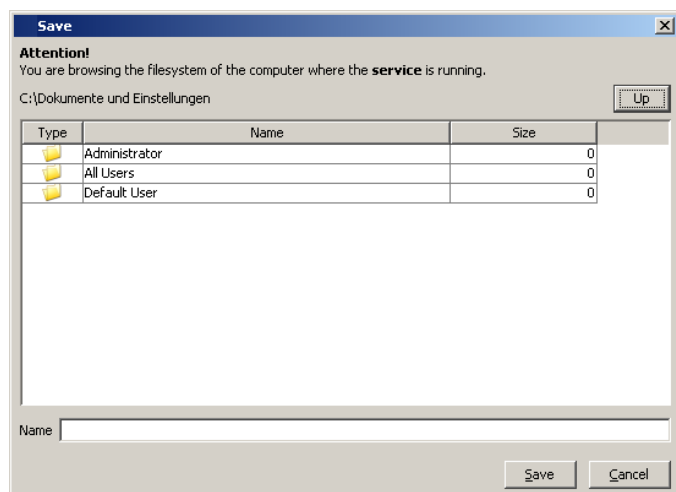 Save
Attention!
You are browsing the filesystem of the computer where the service is running.
C:\Dokumente und Einstellungen
Up
Type Name Size
Administrator 0
All Users 0
Default User 0
Name
Save Cancel